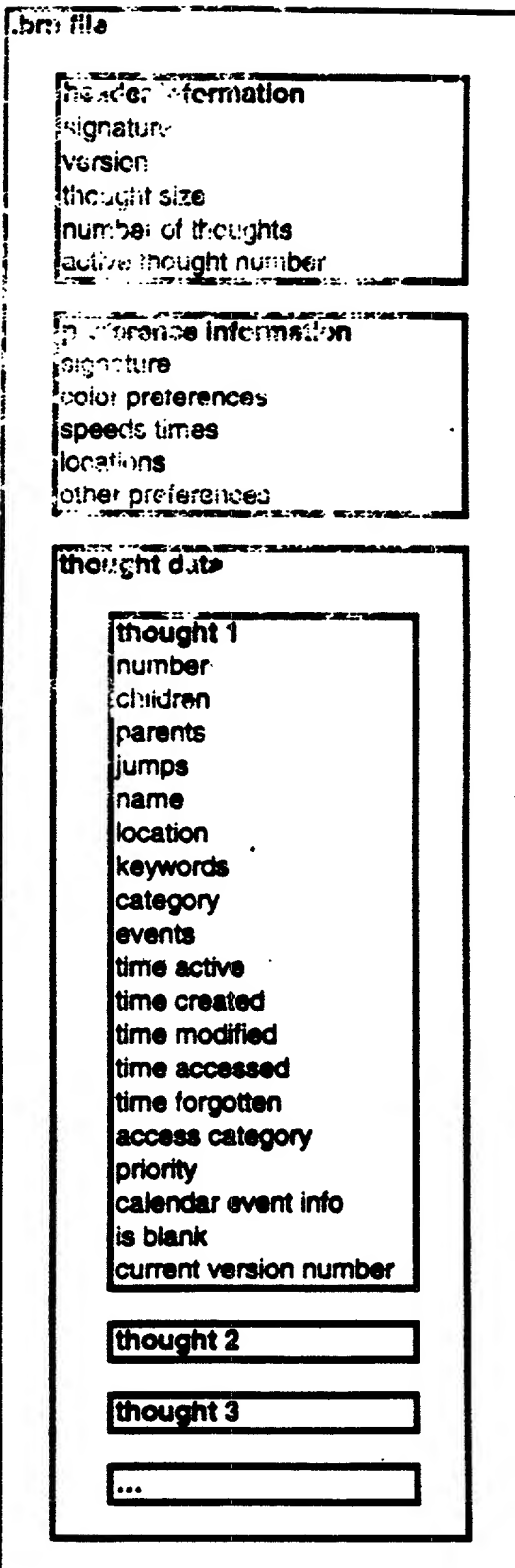 .brn file
header information
signature
version
thought size
number of thoughts
active thought number
preference information
signature
color preferences
speeds times
locations
other preferences
thought data
thought 1
number
children
parents
jumps
name
location
keywords
category
events
time active
time created
time modified
time accessed
time forgotten
access category
priority
calendar event info
is blank
current version number
thought 2
thought 3
...